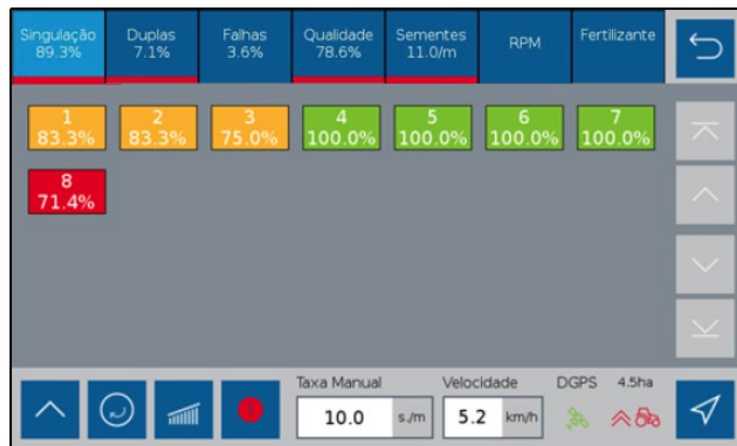 Singulação Duplas Falhas Qualidade Sementes RPM Fertilizante
89.3% 7.1% 3.6% 78.6% 11.0/m
1 2 3 4 5 6 7
83.3% 83.3% 75.0% 100.0% 100.0% 100.0% 100.0%
8
71.4%
Taxa Manual Velocidade DGPS 4.5ha
10.0 s./m 5.2 km/h